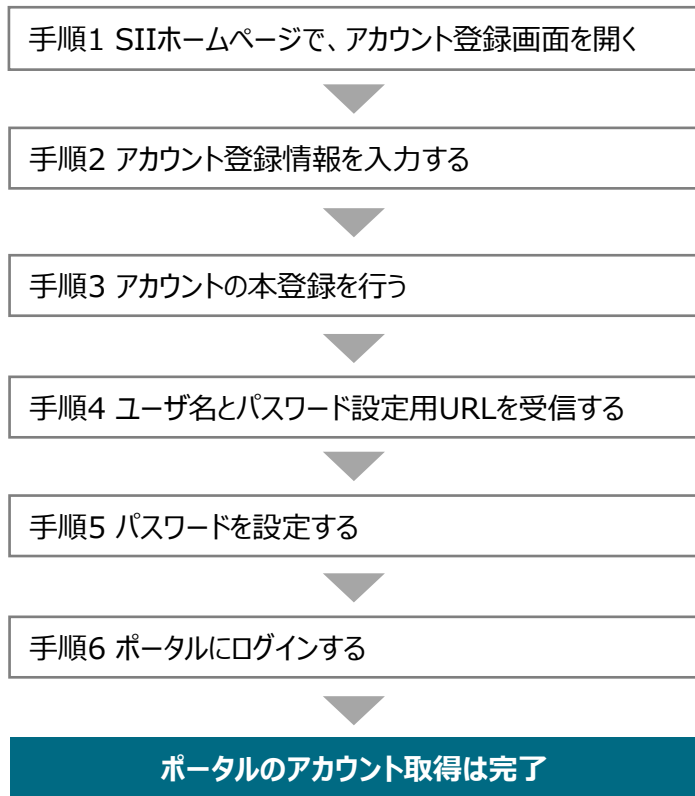 手順1 SIIホームページで、アカウント登録画面を開く
手順2 アカウント登録情報を入力する
手順3 アカウントの本登録を行う
手順4 ユーザ名とパスワード設定用URLを受信する
手順5 パスワードを設定する
手順6 ポータルにログインする
ポータルのアカウント取得は完了